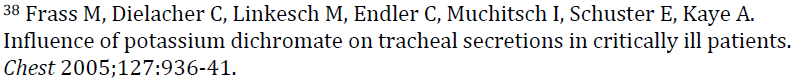 ³⁸ Frass M, Dielacher C, Linkesch M, Endler C, Muchitsch I, Schuster E, Kaye A.
Influence of potassium dichromate on tracheal secretions in critically ill patients.
Chest 2005;127:936-41.